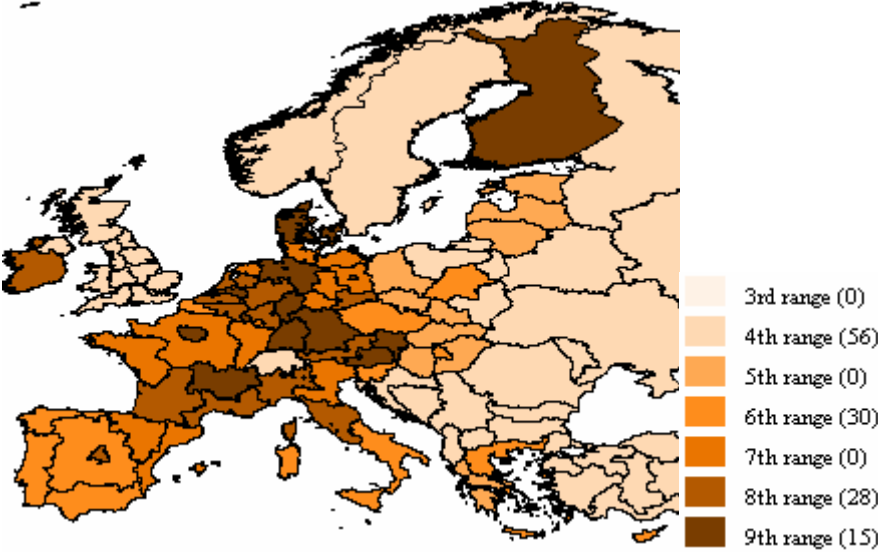 3rd range (0)
4th range (56)
5th range (0)
6th range (30)
7th range (0)
8th range (28)
9th range (15)